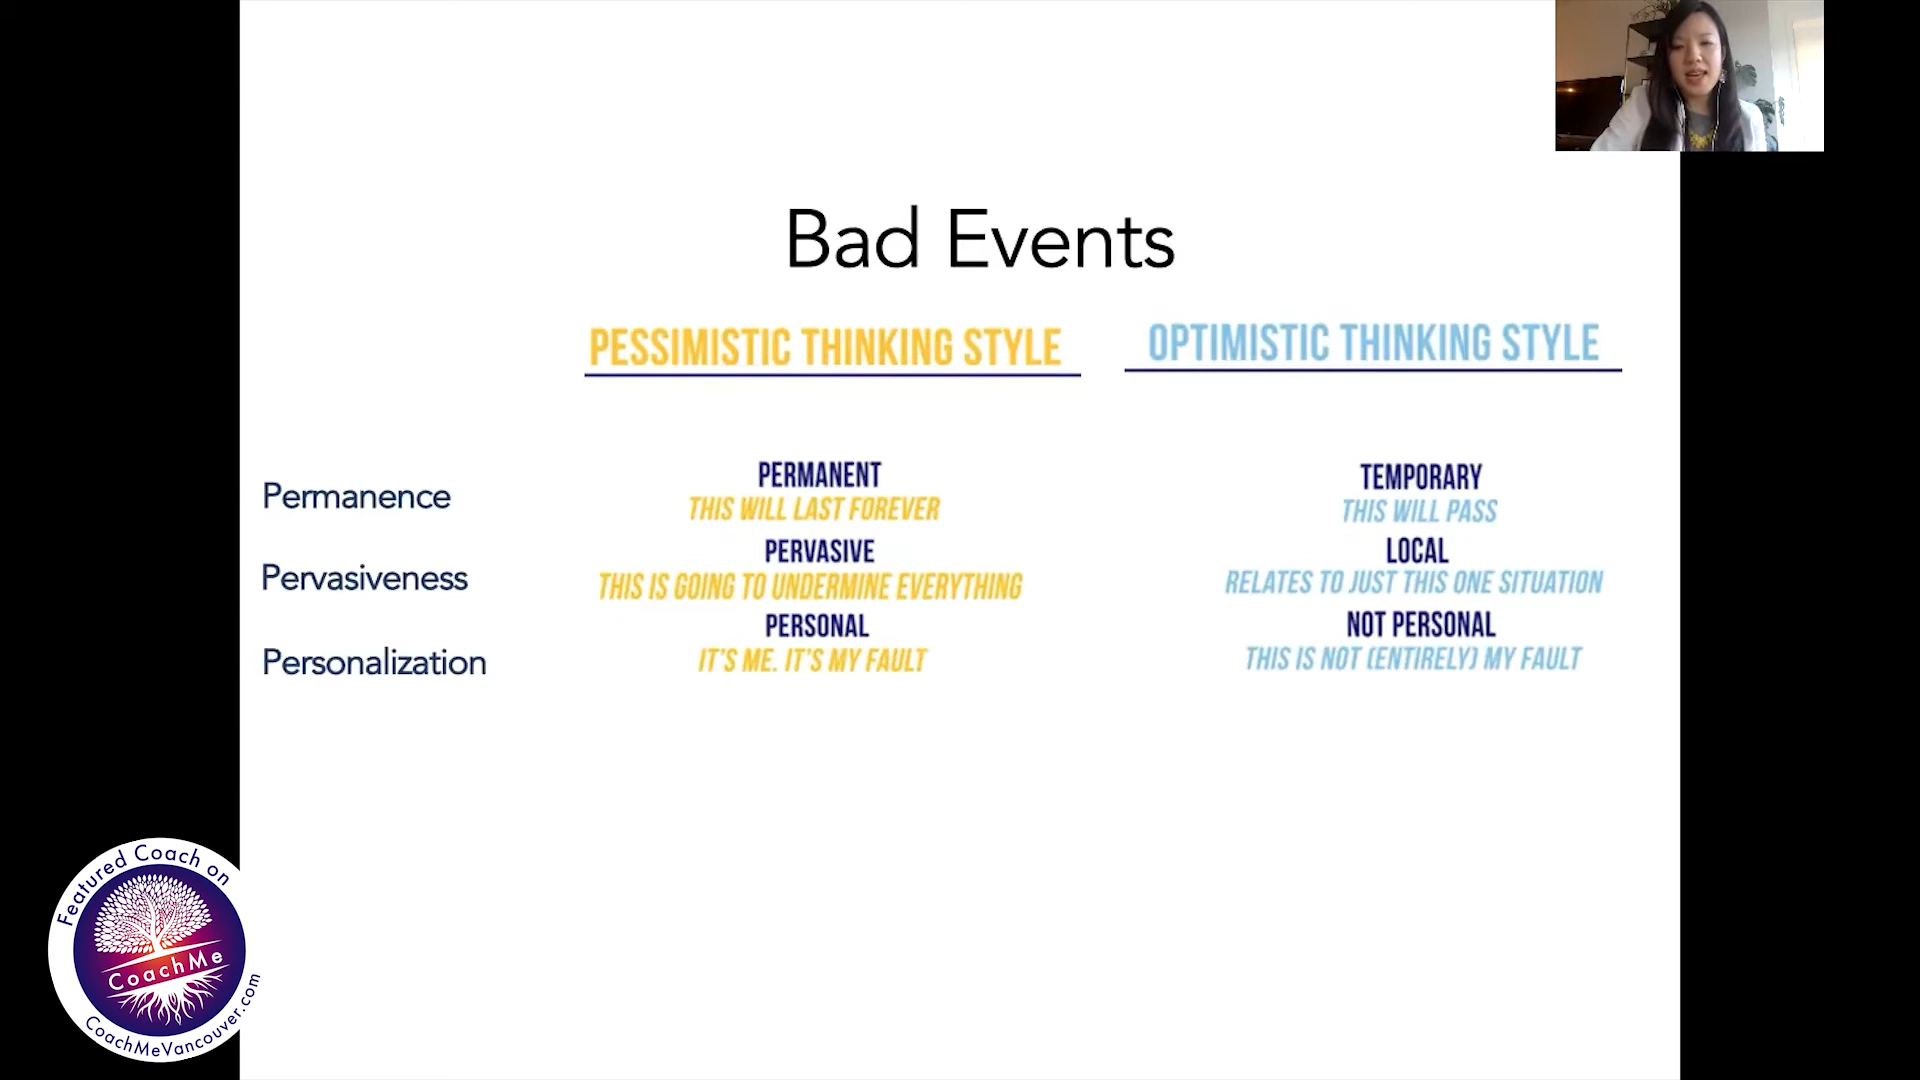 Bad Events
PESSIMISTIC THINKING STYLE
OPTIMISTIC THINKING STYLE
Permanence
PERMANENT
THIS WILL LAST FOREVER
TEMPORARY
THIS WILL PASS
Pervasiveness
PERVASIVE
THIS IS GOING TO UNDERMINE EVERYTHING
LOCAL
RELATES TO JUST THIS ONE SITUATION
Personalization
PERSONAL
IT'S ME. IT'S MY FAULT
NOT PERSONAL
THIS IS NOT (ENTIRELY) MY FAULT
Featured Coach on
CoachMe
CoachMeVancouver.com